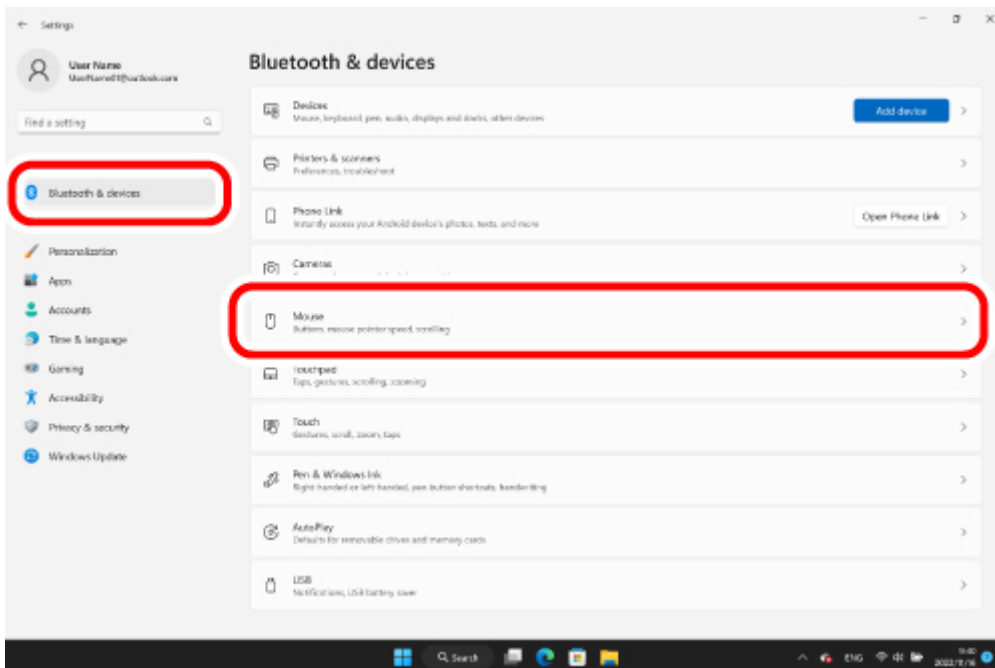 Settings
User Name
UserName01@outlook.com
Find a setting
Bluetooth & devices
Personalization
Apps
Accounts
Time & language
Gaming
Accessibility
Privacy & security
Windows Update
Bluetooth & devices
Devices
Mouse, keyboard, pen, audio, displays and docks, other devices
Add device
Printers & scanners
Preferences, troubleshoot
Phone Link
Instantly access your Android device's photos, texts, and more
Open Phone Link
Cameras
Mouse
Buttons, mouse pointer speed, scrolling
Touchpad
Taps, gestures, scrolling, zooming
Touch
Gestures, scroll, zoom, taps
Pen & Windows Ink
Right-handed or left-handed, pen button shortcuts, handwriting
AutoPlay
Defaults for removable drives and memory cards
USB
Notifications, USB battery saver
Search
ENG
9:40
2022/11/16